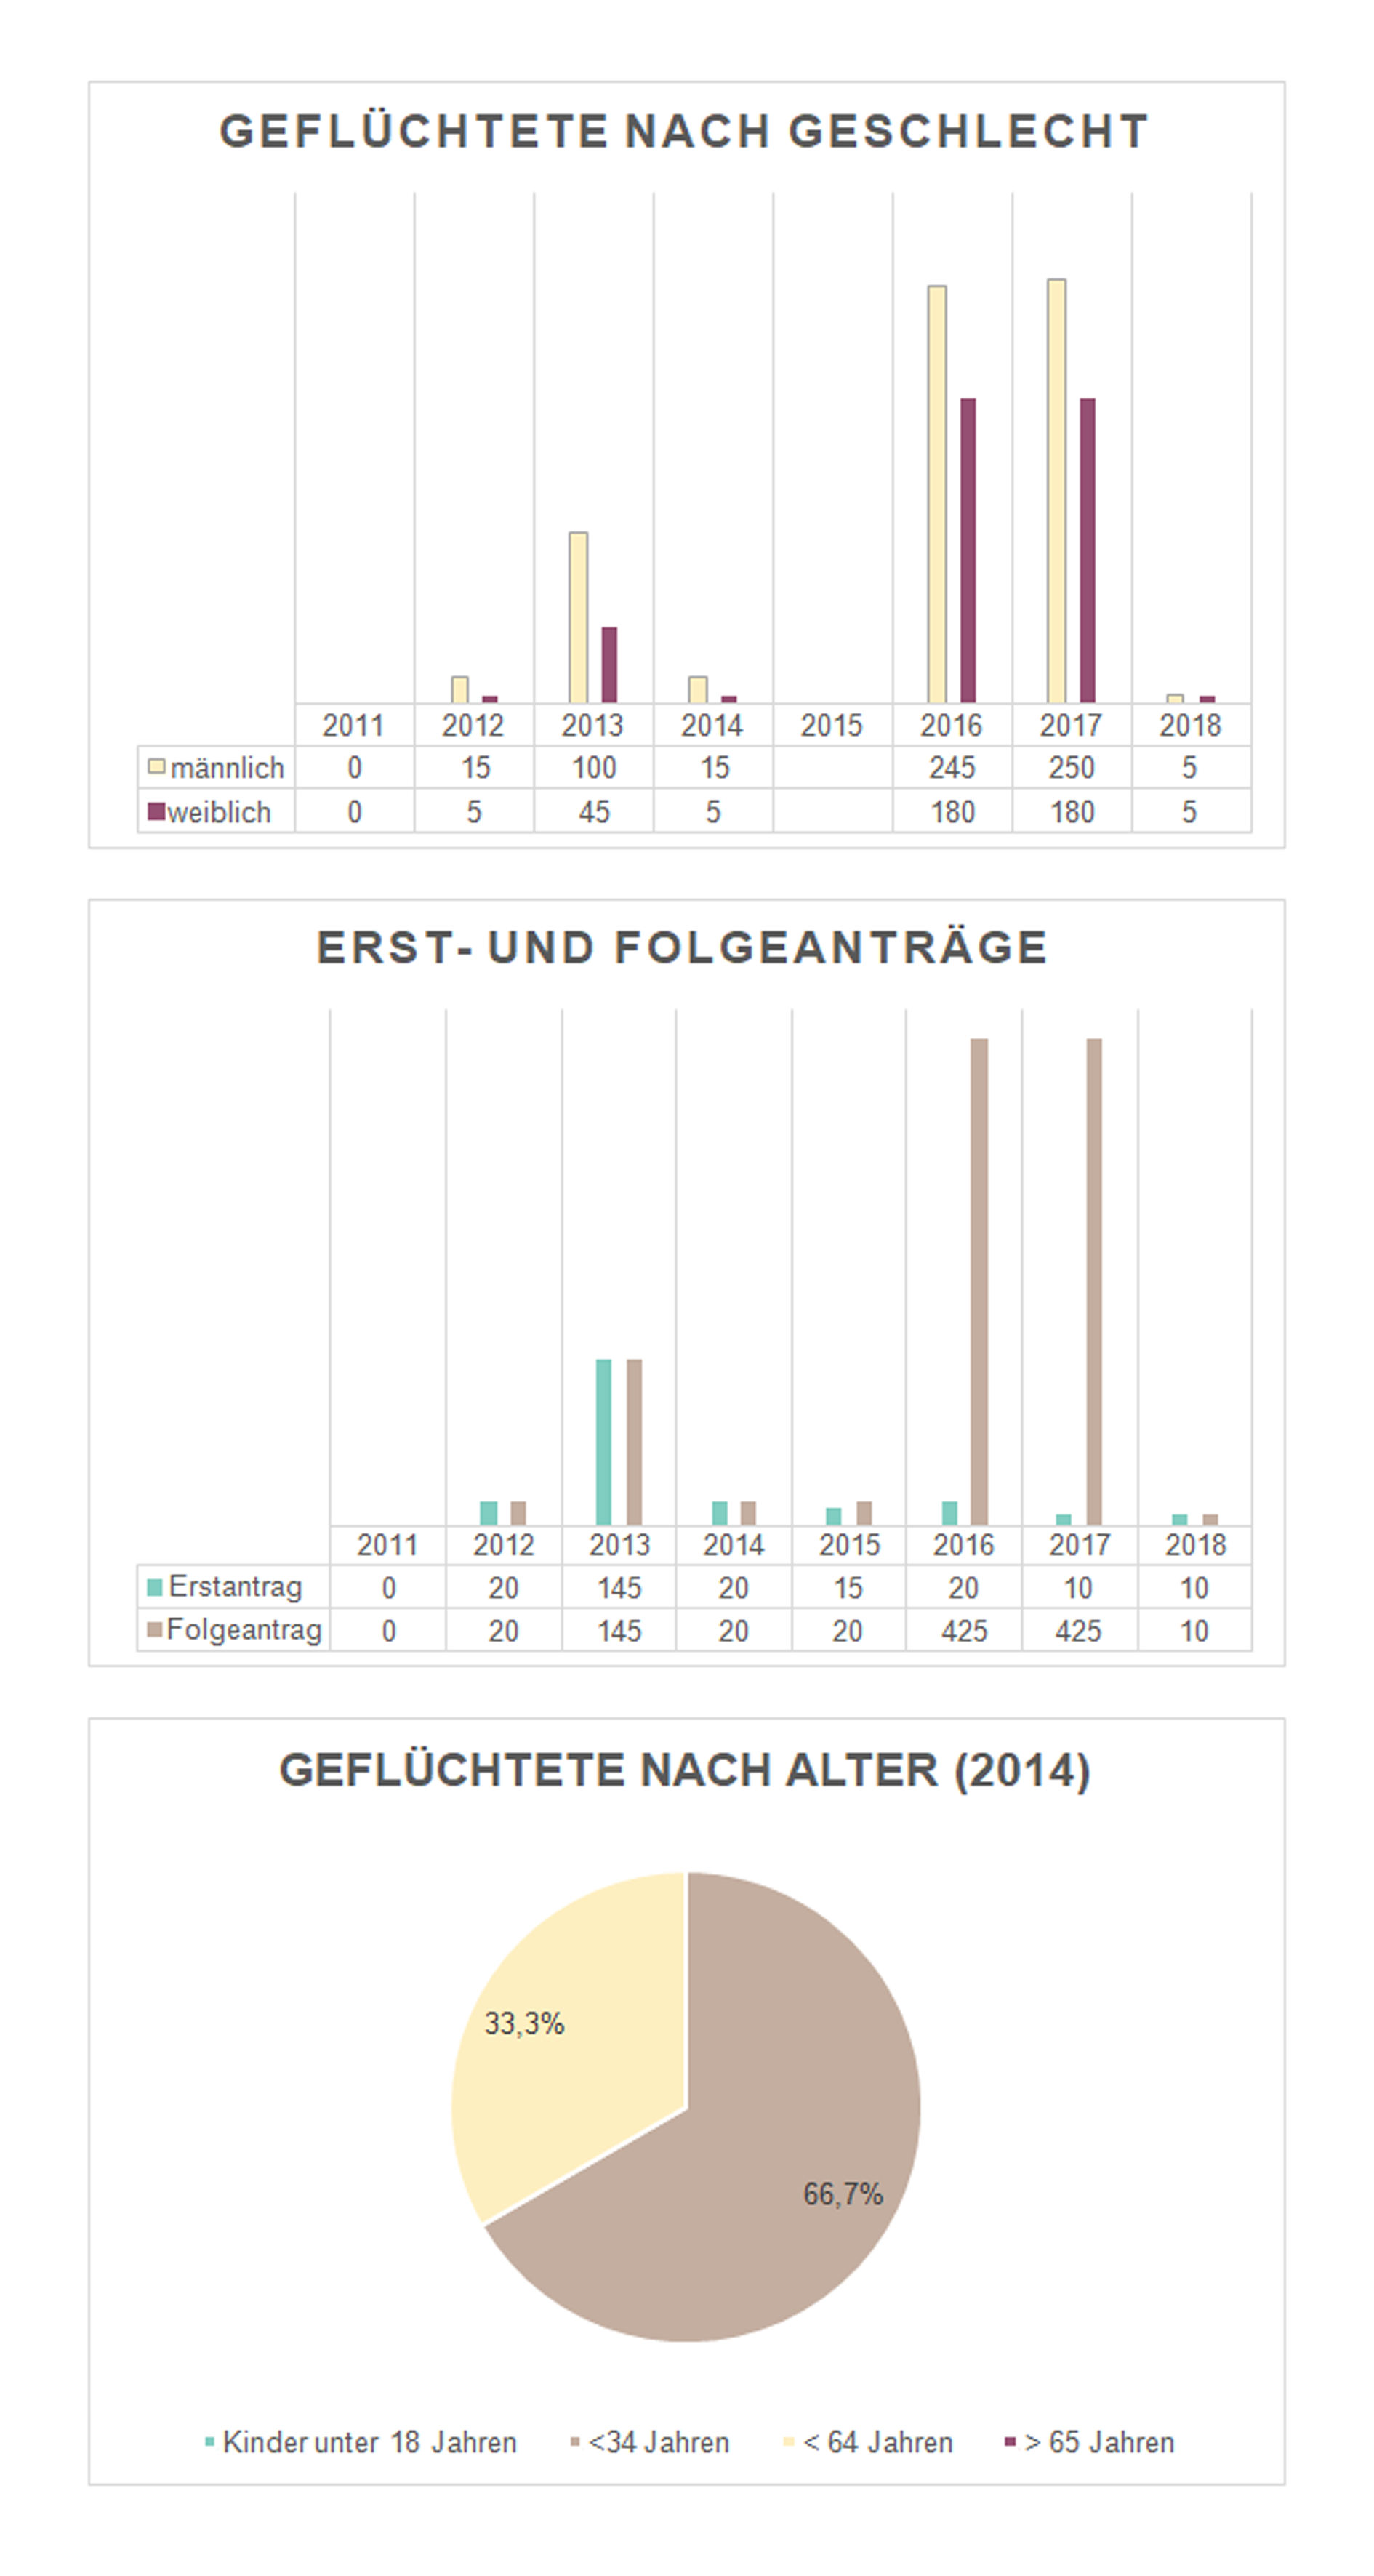 GEFLÜCHTETE NACH GESCHLECHT
2011 2012 2013 2014 2015 2016 2017 2018
männlich 0 15 100 15 245 250 5
weiblich 0 5 45 5 180 180 5
ERST- UND FOLGEANTRÄGE
2011 2012 2013 2014 2015 2016 2017 2018
Erstantrag 0 20 145 20 15 20 10 10
Folgeantrag 0 20 145 20 20 425 425 10
GEFLÜCHTETE NACH ALTER (2014)
33,3%
66,7%
Kinder unter 18 Jahren <34 Jahren < 64 Jahren > 65 Jahren